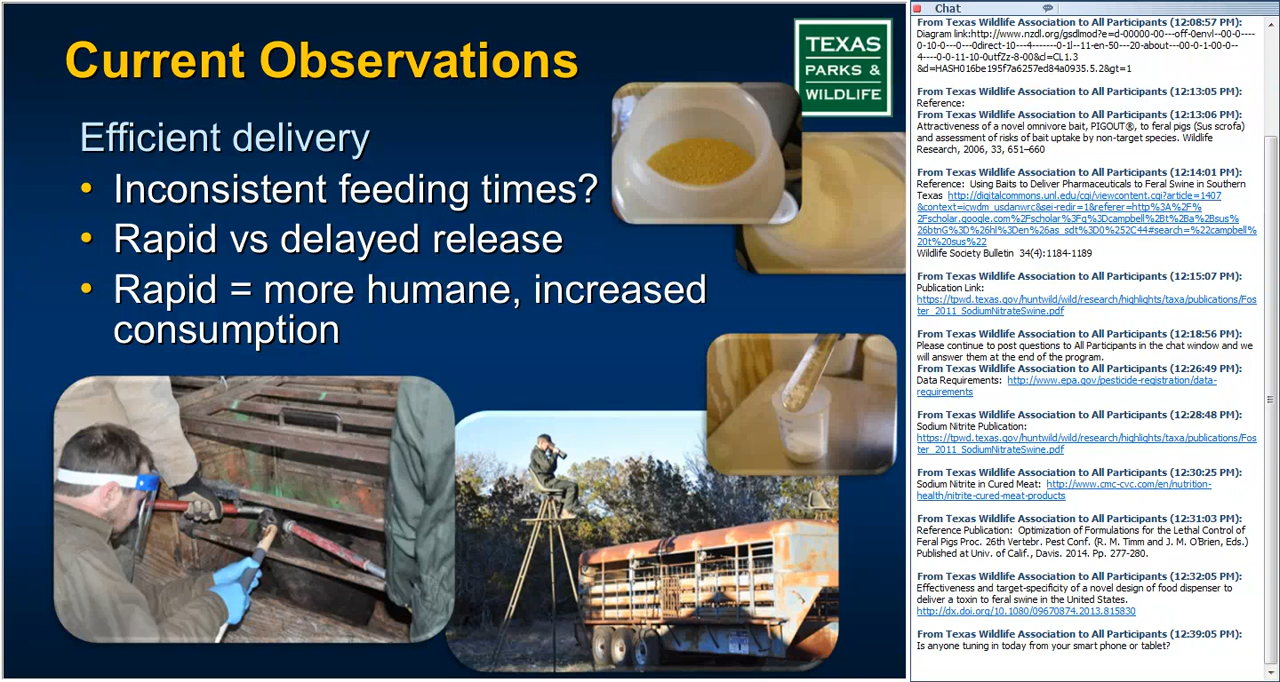 Current Observations
TEXAS
PARKS &
WILDLIFE
Efficient delivery
• Inconsistent feeding times?
• Rapid vs delayed release
• Rapid = more humane, increased
consumption
Chat
From Texas Wildlife Association to All Participants (12:08:57 PM):
Diagram link:http://www.nzdl.org/gsdlmod?e=d-00000-00---off-0envl--00-0----
0-10-0---0---0direct-10---4-------0-1l--11-en-50---20-about---00-0-1-00-0--
4----0-0-11-10-0utfZz-8-00&cl=CL1.3
&d=HASH016be195f7a6257ed84a0935.5.2&gt=1
From Texas Wildlife Association to All Participants (12:13:05 PM):
Reference:
From Texas Wildlife Association to All Participants (12:13:06 PM):
Attractiveness of a novel omnivore bait, PIGOUT®, to feral pigs (Sus scrofa)
and assessment of risks of bait uptake by non-target species. Wildlife
Research, 2006, 33, 651–660
From Texas Wildlife Association to All Participants (12:14:01 PM):
Reference: Using Baits to Deliver Pharmaceuticals to Feral Swine in Southern
Texas http://digitalcommons.unl.edu/cgi/viewcontent.cgi?article=1407
&context=icwdm_usdanwrc&sei-redir=1&referer=http%3A%2F%
2Fscholar.google.com%2Fscholar%3Fq%3Dcampbell%2Bt%2Ba%2Bsus%
26btnG%3D%26hl%3Den%26as_sdt%3D0%252C44#search=%22campbell%
20t%20sus%22
Wildlife Society Bulletin 34(4):1184-1189
From Texas Wildlife Association to All Participants (12:15:07 PM):
Publication Link:
https://tpwd.texas.gov/huntwild/wild/research/highlights/taxa/publications/Fos
ter_2011_SodiumNitrateSwine.pdf
From Texas Wildlife Association to All Participants (12:18:56 PM):
Please continue to post questions to All Participants in the chat window and we
will answer them at the end of the program.
From Texas Wildlife Association to All Participants (12:26:49 PM):
Data Requirements: http://www.epa.gov/pesticide-registration/data-
requirements
From Texas Wildlife Association to All Participants (12:28:48 PM):
Sodium Nitrite Publication:
https://tpwd.texas.gov/huntwild/wild/research/highlights/taxa/publications/Fos
ter_2011_SodiumNitrateSwine.pdf
From Texas Wildlife Association to All Participants (12:30:25 PM):
Sodium Nitrite in Cured Meat: http://www.cmc-cvc.com/en/nutrition-
health/nitrite-cured-meat-products
From Texas Wildlife Association to All Participants (12:31:03 PM):
Reference Publication: Optimization of Formulations for the Lethal Control of
Feral Pigs Proc. 26th Vertebr. Pest Conf. (R. M. Timm and J. M. O'Brien, Eds.)
Published at Univ. of Calif., Davis. 2014. Pp. 277-280.
From Texas Wildlife Association to All Participants (12:32:05 PM):
Effectiveness and target-specificity of a novel design of food dispenser to
deliver a toxin to feral swine in the United States.
http://dx.doi.org/10.1080/09670874.2013.815830
From Texas Wildlife Association to All Participants (12:39:05 PM):
Is anyone tuning in today from your smart phone or tablet?